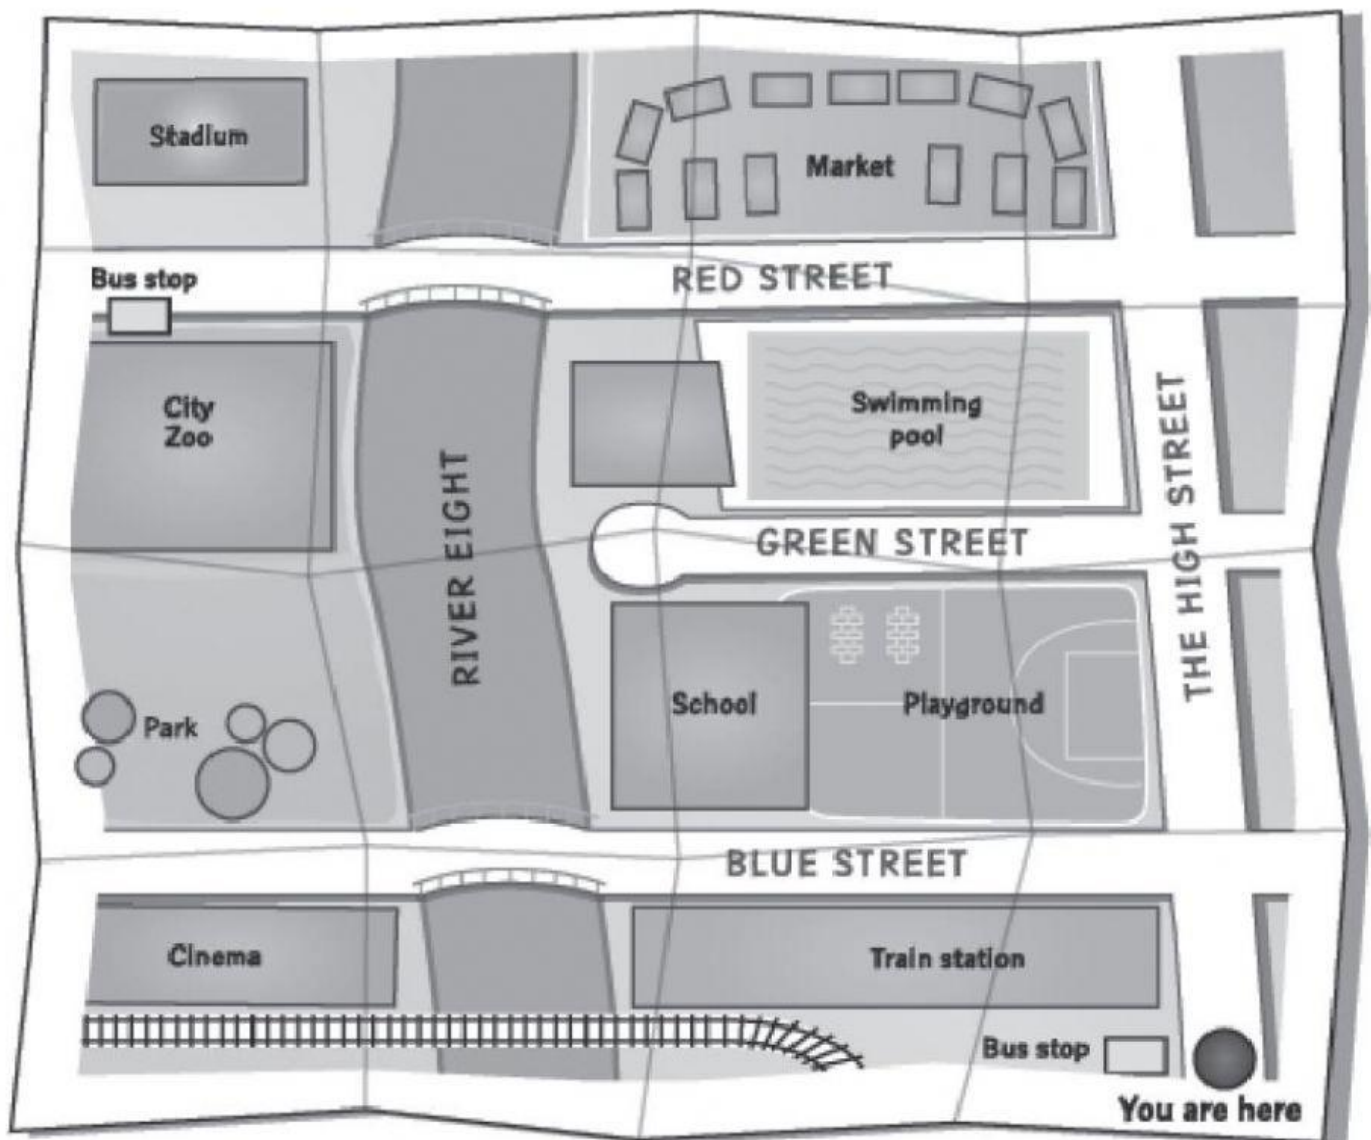 Stadium
Market
Bus stop
RED STREET
City
Zoo
Swimming
pool
RIVER EIGHT
GREEN STREET
THE HIGH STREET
School
Playground
Park
BLUE STREET
Cinema
Train station
Bus stop
You are here